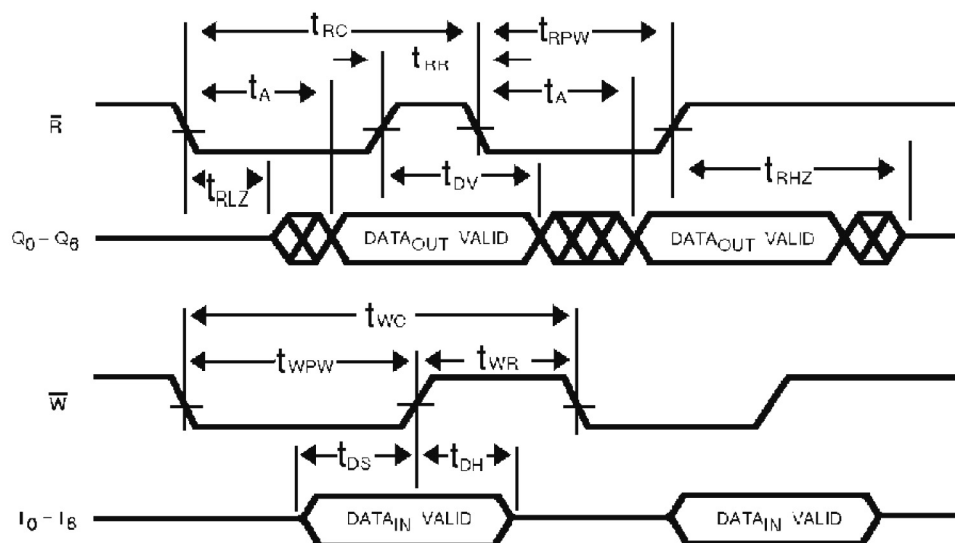 tRC
tRPW
tRR
tA
tA
R̅
tRLZ
tDV
tRHZ
Q0 – Q8
DATAOUT VALID
DATAOUT VALID
tWC
tWPW
tWR
W̅
tDS
tDH
I0 – I8
DATAIN VALID
DATAIN VALID